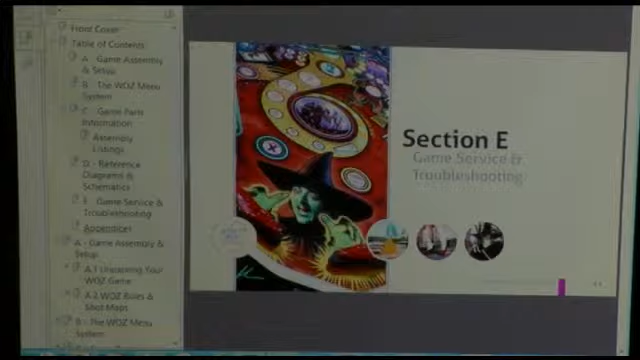 Front Cover
Table of Contents
A - Game Assembly
& Setup
B - The WOZ Menu
System
C - Game Parts
Information
Assembly
Listings
D - Reference
Diagrams &
Schematics
E - Game Service &
Troubleshooting
Appendices
A - Game Assembly &
Setup
A.1 Unpacking Your
WOZ Game
A.2 WOZ Rules &
Shot Maps
B - The WOZ Menu
System
Section E
Game Service &
Troubleshooting